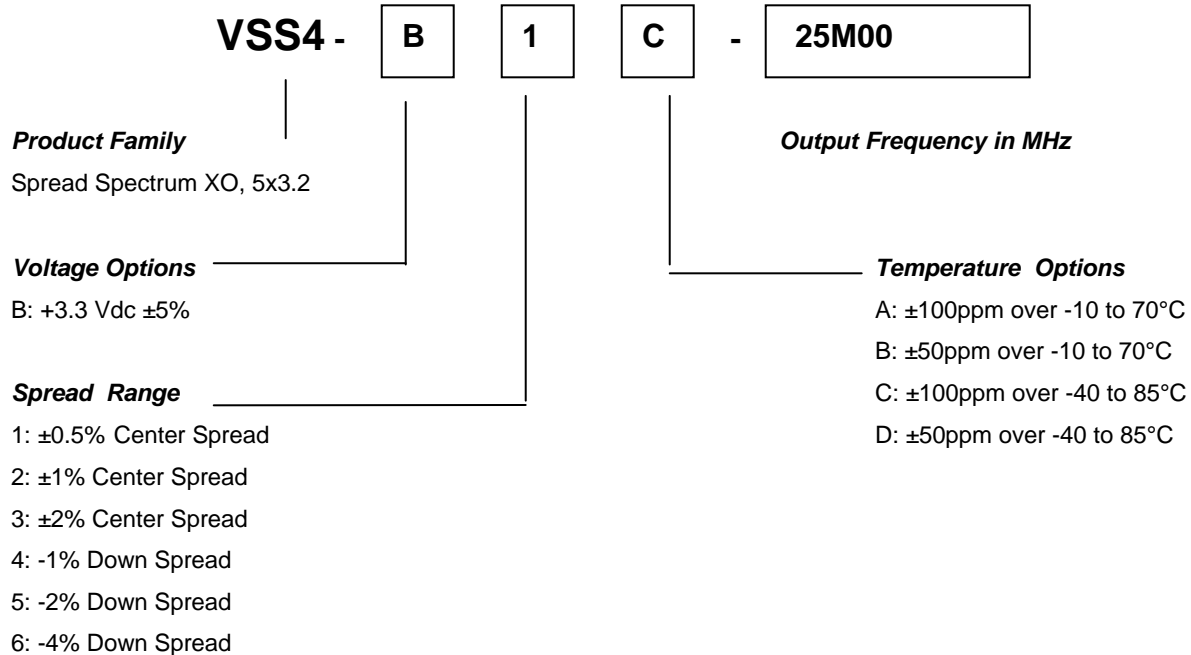 VSS4 - B 1 C - 25M00
Product Family
Spread Spectrum XO, 5x3.2
Voltage Options
B: +3.3 Vdc ±5%
Spread Range
1: ±0.5% Center Spread
2: ±1% Center Spread
3: ±2% Center Spread
4: -1% Down Spread
5: -2% Down Spread
6: -4% Down Spread
Output Frequency in MHz
Temperature Options
A: ±100ppm over -10 to 70°C
B: ±50ppm over -10 to 70°C
C: ±100ppm over -40 to 85°C
D: ±50ppm over -40 to 85°C